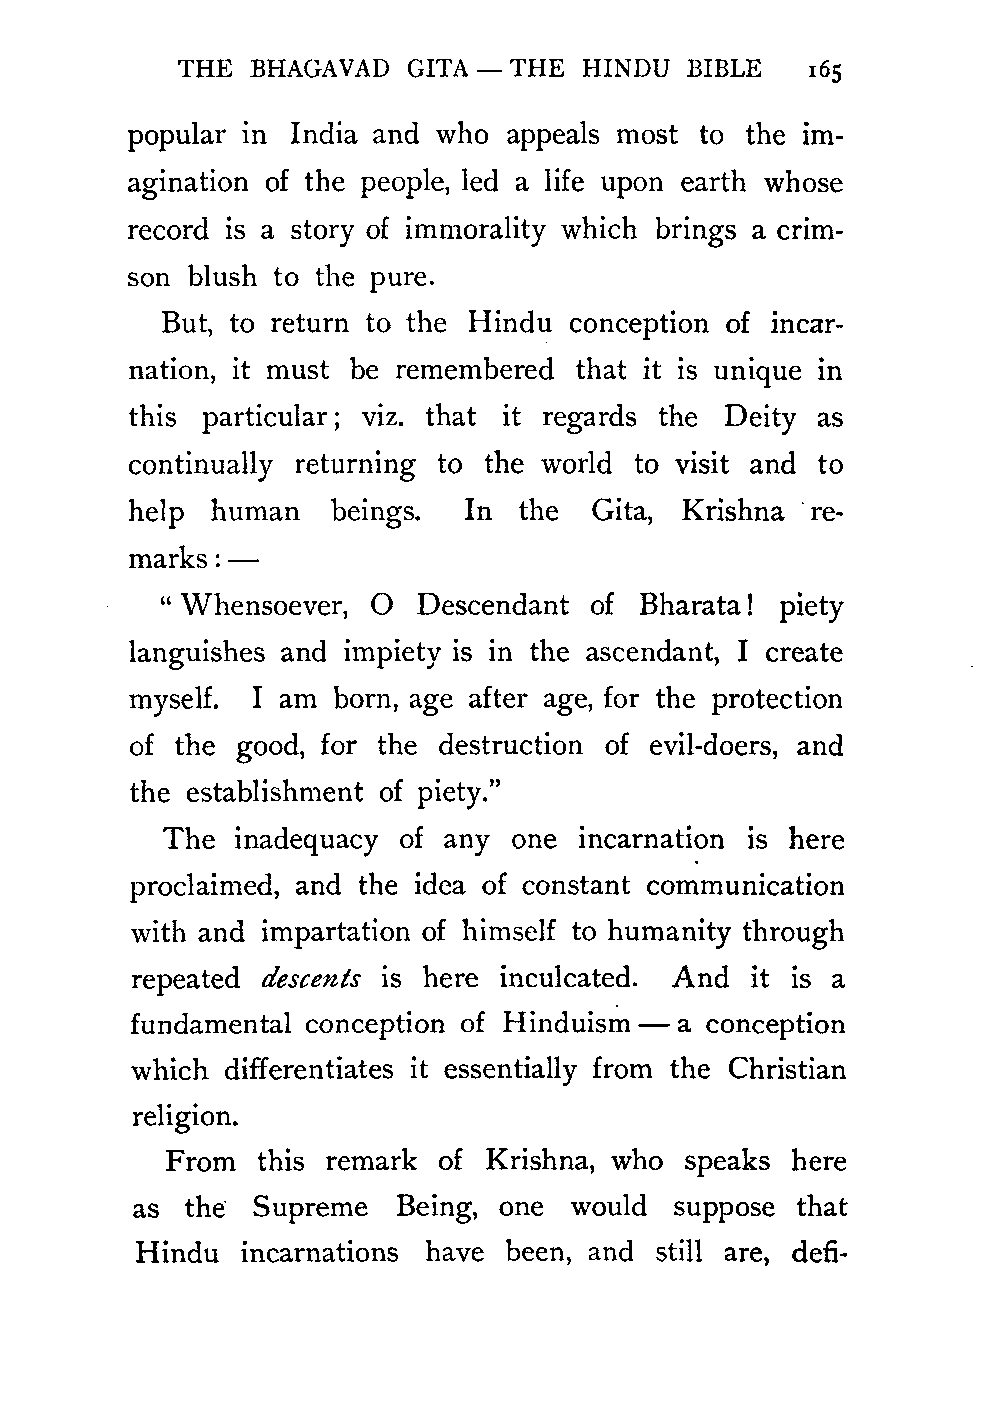 THE BHAGAVAD GITA — THE HINDU BIBLE 165
popular in India and who appeals most to the im-
agination of the people, led a life upon earth whose
record is a story of immorality which brings a crim-
son blush to the pure.
But, to return to the Hindu conception of incar-
nation, it must be remembered that it is unique in
this particular; viz. that it regards the Deity as
continually returning to the world to visit and to
help human beings. In the Gita, Krishna re-
marks: —
“Whensoever, O Descendant of Bharata! piety
languishes and impiety is in the ascendant, I create
myself. I am born, age after age, for the protection
of the good, for the destruction of evil-doers, and
the establishment of piety.”
The inadequacy of any one incarnation is here
proclaimed, and the idea of constant communication
with and impartation of himself to humanity through
repeated descents is here inculcated. And it is a
fundamental conception of Hinduism — a conception
which differentiates it essentially from the Christian
religion.
From this remark of Krishna, who speaks here
as the Supreme Being, one would suppose that
Hindu incarnations have been, and still are, defi-